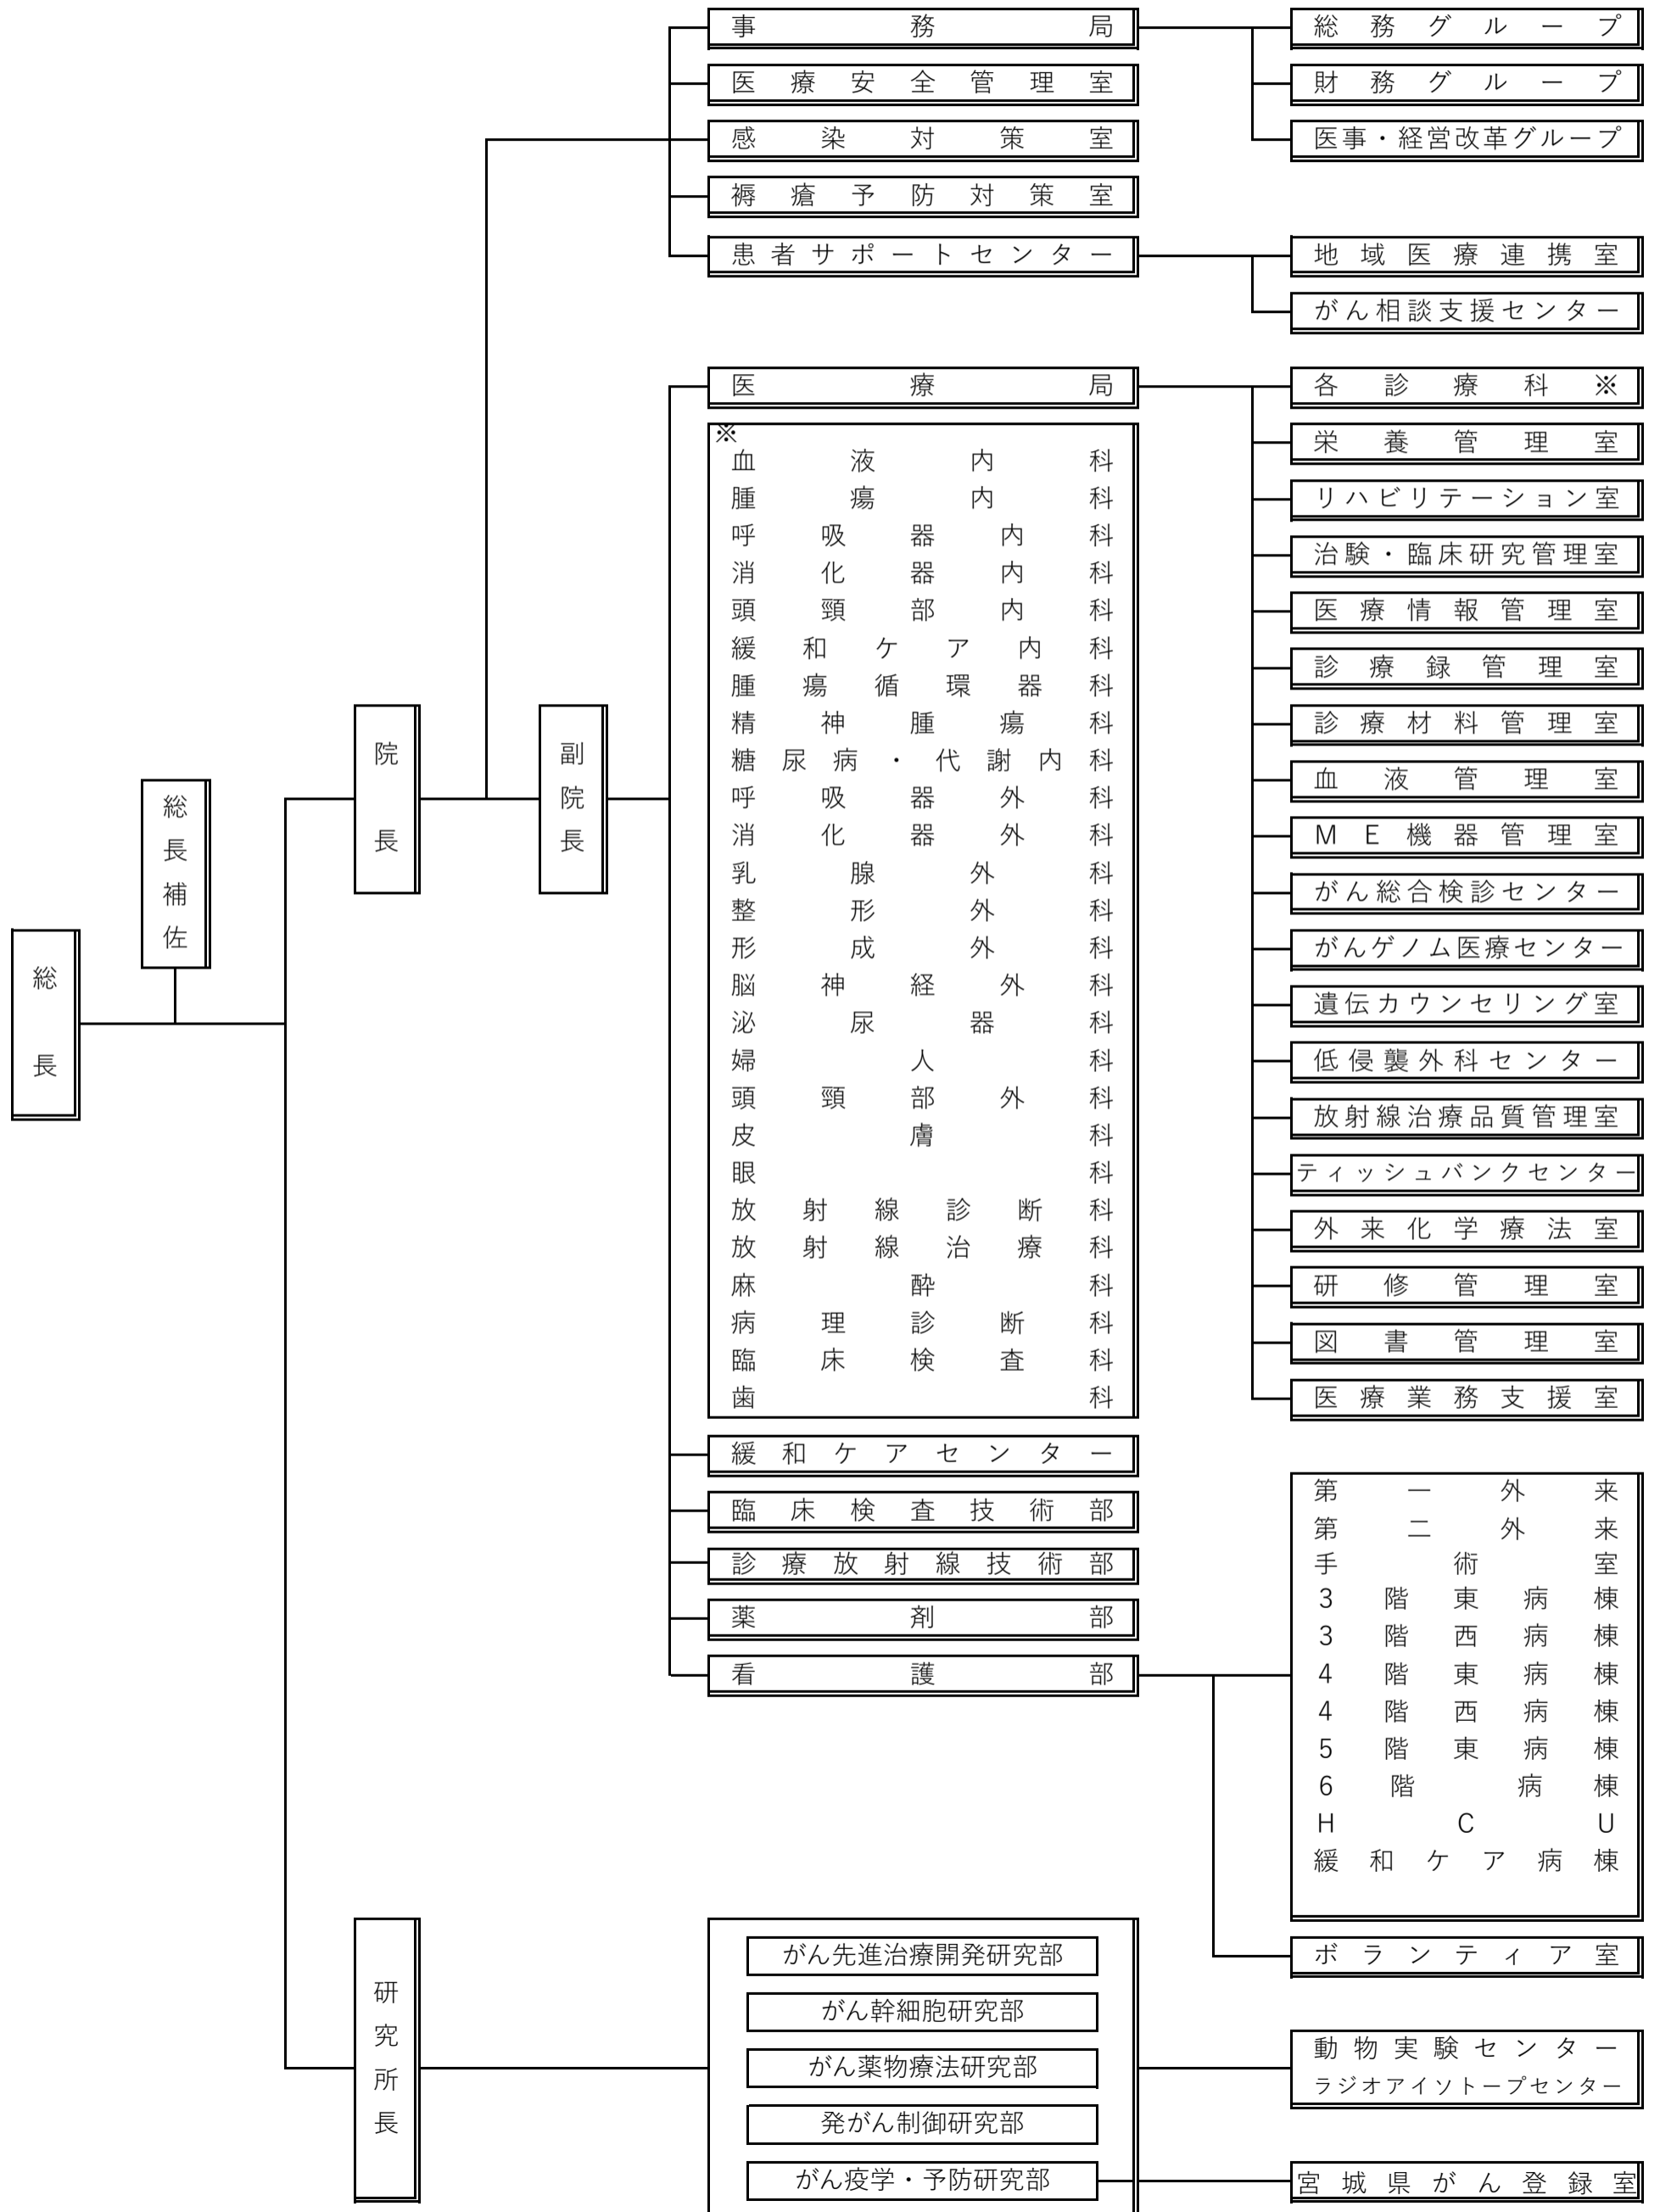 総長
総長補佐
院長
副院長
研究所長
事務局
医療安全管理室
感染対策室
褥瘡予防対策室
患者サポートセンター
総務グループ
財務グループ
医事・経営改革グループ
地域医療連携室
がん相談支援センター
医療局
※
血液内科
腫瘍内科
呼吸器内科
消化器内科
頭頸部内科
緩和ケア内科
腫瘍循環器科
精神腫瘍科
糖尿病・代謝内科
呼吸器外科
消化器外科
乳腺外科
整形外科
形成外科
脳神経外科
泌尿器科
婦人科
頭頸部外科
皮膚科
眼科
放射線診断科
放射線治療科
麻酔科
病理診断科
臨床検査科
歯科
各診療科※
栄養管理室
リハビリテーション室
治験・臨床研究管理室
医療情報管理室
診療録管理室
診療材料管理室
血液管理室
ME機器管理室
がん総合検診センター
がんゲノム医療センター
遺伝カウンセリング室
低侵襲外科センター
放射線治療品質管理室
ティッシュバンクセンター
外来化学療法室
研修管理室
図書管理室
医療業務支援室
緩和ケアセンター
臨床検査技術部
診療放射線技術部
薬剤部
看護部
第一外来
第二外来
手術室
3階東病棟
3階西病棟
4階東病棟
4階西病棟
5階東病棟
6階病棟
HCU
緩和ケア病棟
ボランティア室
がん先進治療開発研究部
がん幹細胞研究部
がん薬物療法研究部
発がん制御研究部
がん疫学・予防研究部
動物実験センター
ラジオアイソトープセンター
宮城県がん登録室